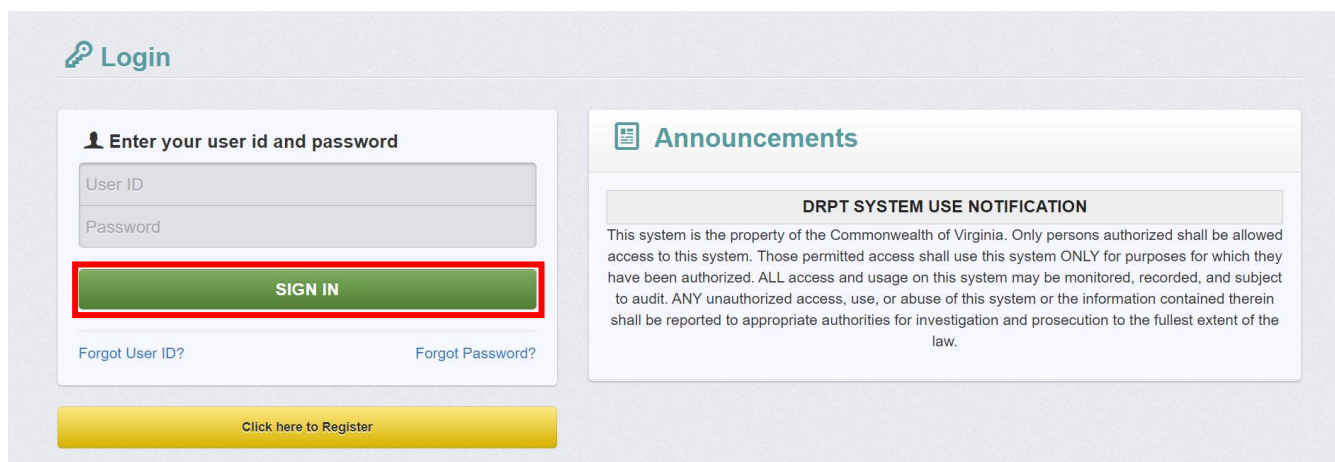 Login
Enter your user id and password
User ID
Password
SIGN IN
Forgot User ID?
Forgot Password?
Click here to Register
Announcements
DRPT SYSTEM USE NOTIFICATION
This system is the property of the Commonwealth of Virginia. Only persons authorized shall be allowed
access to this system. Those permitted access shall use this system ONLY for purposes for which they
have been authorized. ALL access and usage on this system may be monitored, recorded, and subject
to audit. ANY unauthorized access, use, or abuse of this system or the information contained therein
shall be reported to appropriate authorities for investigation and prosecution to the fullest extent of the
law.